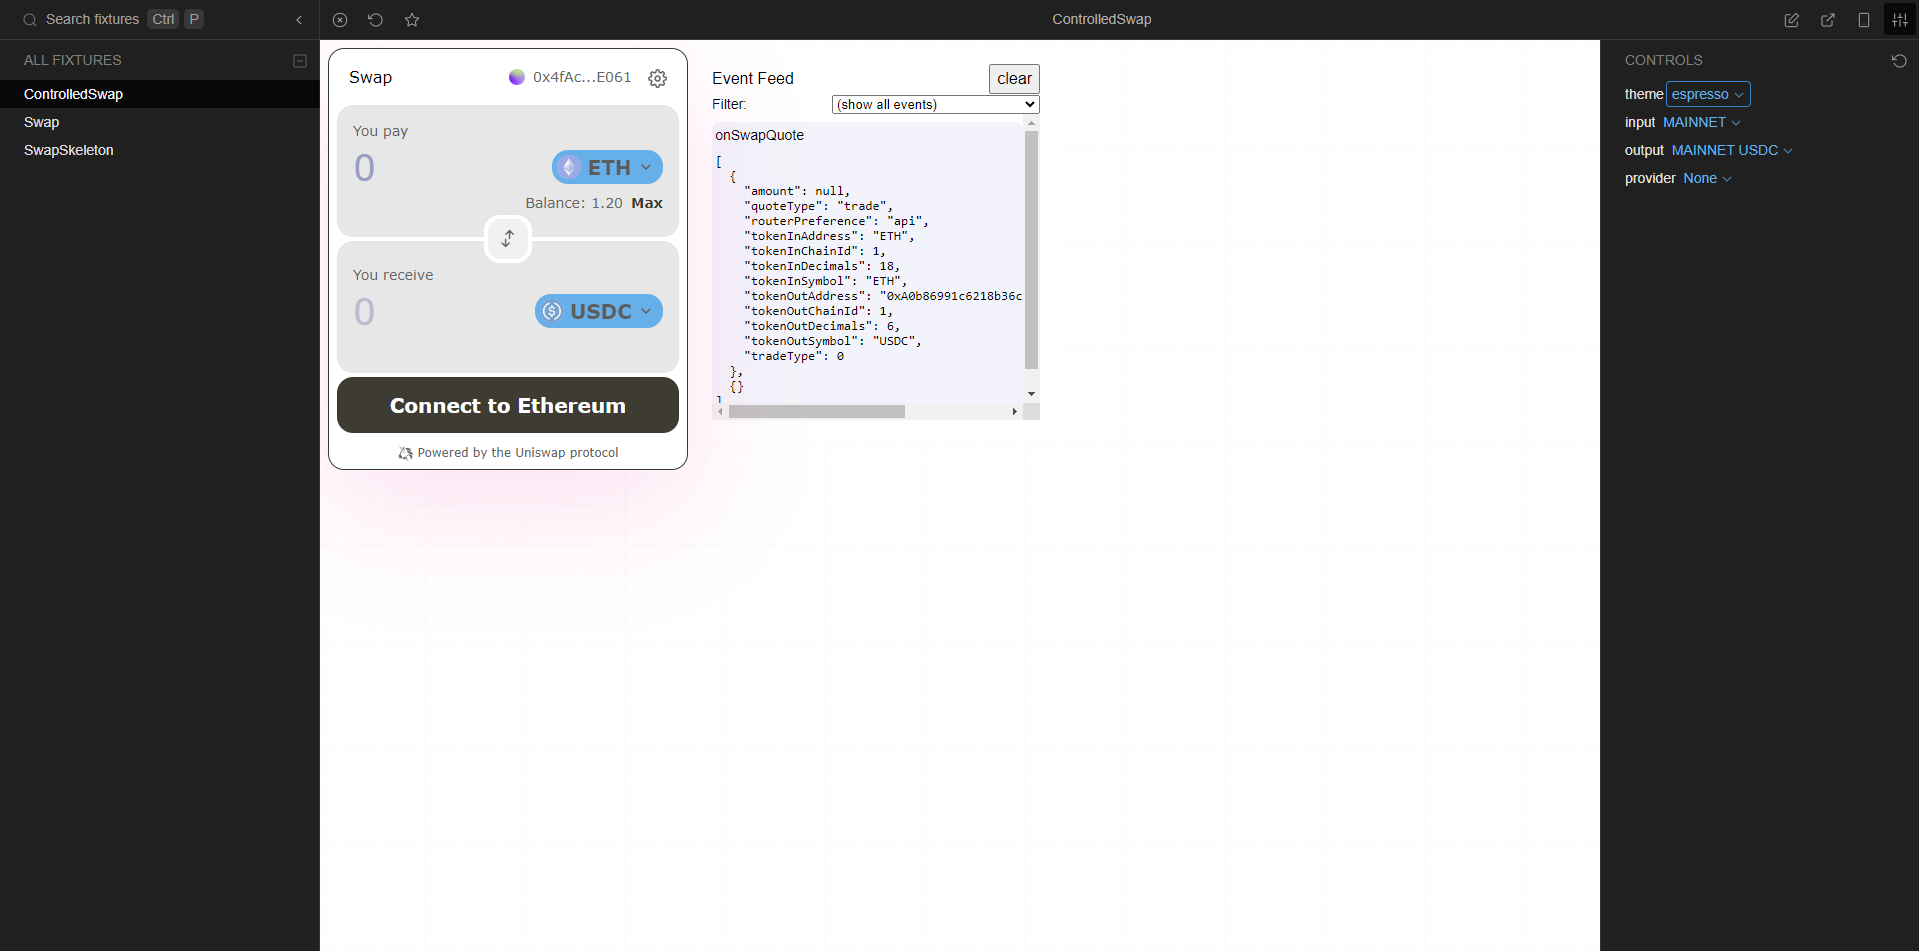 Search fixtures Ctrl P
ControlledSwap
ALL FIXTURES
ControlledSwap
Swap
SwapSkeleton
Swap 0x4fAc...E061
You pay
0 ETH
Balance: 1.20 Max
You receive
0 USDC
Connect to Ethereum
Powered by the Uniswap protocol
Event Feed clear
Filter: (show all events)
onSwapQuote
[
{
"amount": null,
"quoteType": "trade",
"routerPreference": "api",
"tokenInAddress": "ETH",
"tokenInChainId": 1,
"tokenInDecimals": 18,
"tokenInSymbol": "ETH",
"tokenOutAddress": "0xA0b86991c6218b36c
"tokenOutChainId": 1,
"tokenOutDecimals": 6,
"tokenOutSymbol": "USDC",
"tradeType": 0
},
{}
]
CONTROLS
theme espresso
input MAINNET
output MAINNET USDC
provider None